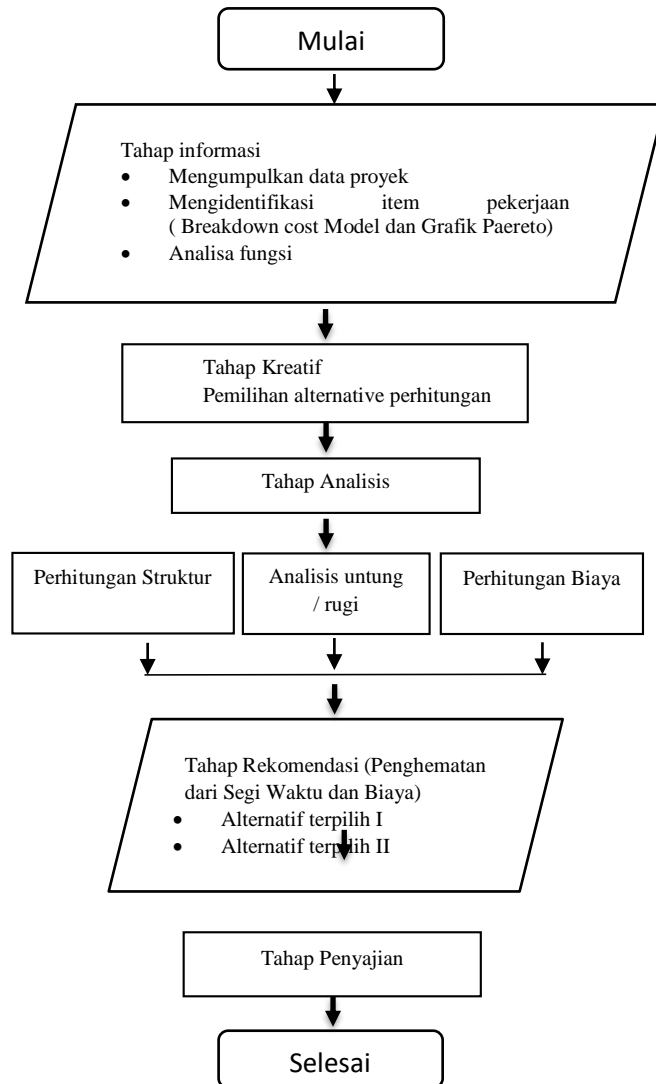 Mulai
Tahap informasi
• Mengumpulkan data proyek
• Mengidentifikasi item pekerjaan
( Breakdown cost Model dan Grafik Paereto)
• Analisa fungsi
Tahap Kreatif
Pemilihan alternative perhitungan
Tahap Analisis
Perhitungan Struktur
Analisis untung
/ rugi
Perhitungan Biaya
Tahap Rekomendasi (Penghematan
dari Segi Waktu dan Biaya)
• Alternatif terpilih I
• Alternatif terpilih II
Tahap Penyajian
Selesai